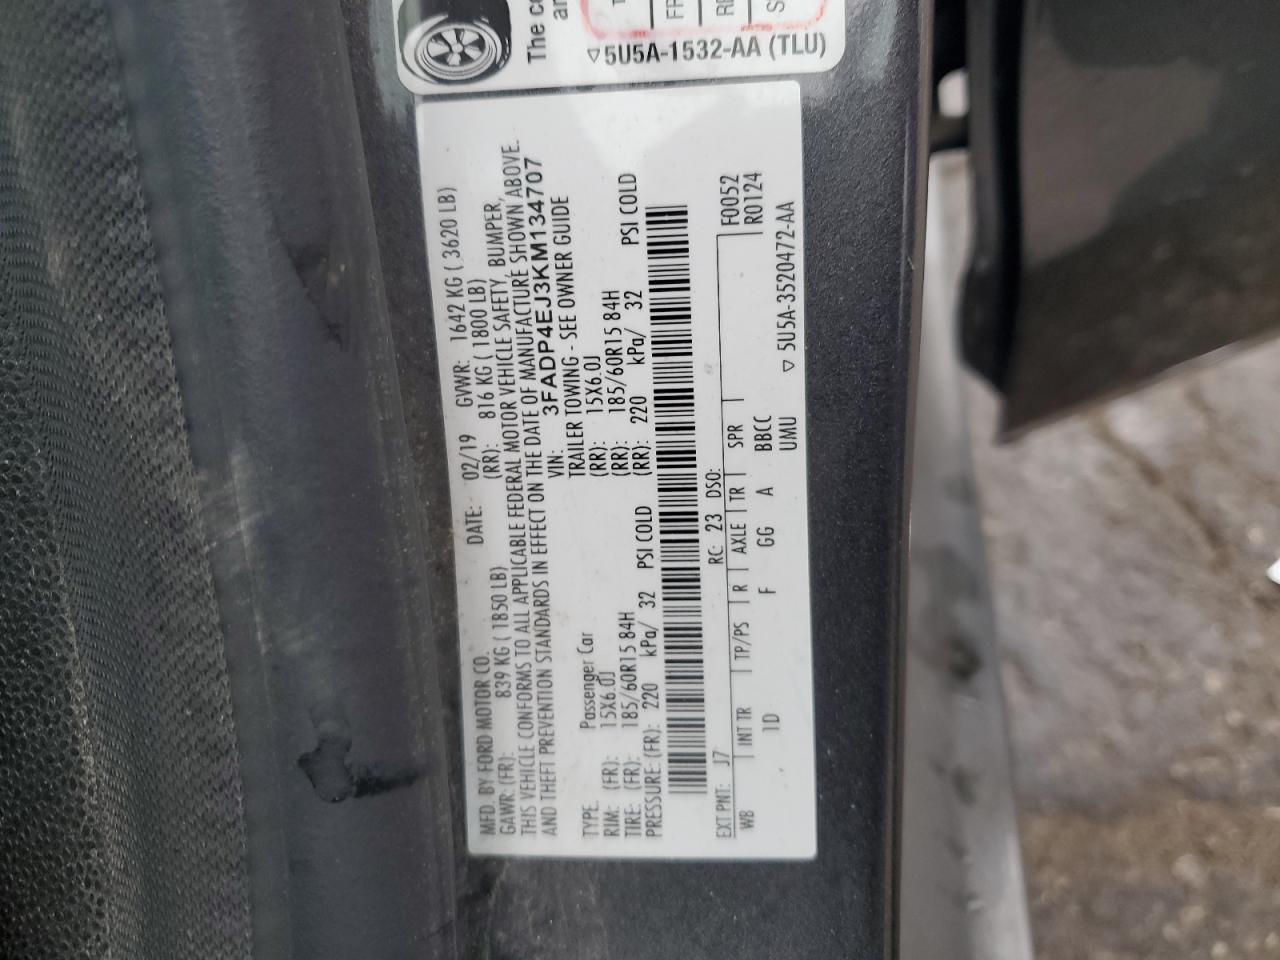 The
5U5A-1532-AA (TLU)
MFD. BY FORD MOTOR CO. DATE: 02/19 GVWR: 1642 KG ( 3620 LB)
GAWR: (FR): 839 KG ( 1850 LB) (RR): 816 KG ( 1800 LB)
THIS VEHICLE CONFORMS TO ALL APPLICABLE FEDERAL MOTOR VEHICLE SAFETY, BUMPER,
AND THEFT PREVENTION STANDARDS IN EFFECT ON THE DATE OF MANUFACTURE SHOWN ABOVE.
VIN: 3FADP4EJ3KM134707
TYPE: Passenger Car TRAILER TOWING - SEE OWNER GUIDE
RIM: (FR): 15X6.0J (RR): 15X6.0J
TIRE: (FR): 185/60R15 84H (RR): 185/60R15 84H
PRESSURE: (FR): 220 kPa/ 32 PSI COLD (RR): 220 kPa/ 32 PSI COLD
EXT PNT: J7 RC: 23 DSO: F0052
WB INT TR TP/PS R AXLE TR SPR R0124
1D F GG A BBCC
UMU
▽ 5U5A-3520472-AA